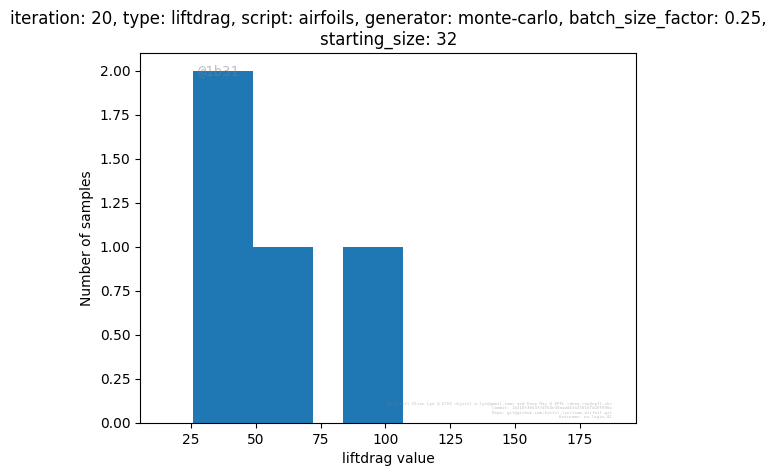 iteration: 20, type: liftdrag, script: airfoils, generator: monte-carlo, batch_size_factor: 0.25,
starting_size: 32
@1b31
2.00
1.75
1.50
1.25
1.00
0.75
0.50
0.25
0.00
Number of samples
25 50 75 100 125 150 175
liftdrag value